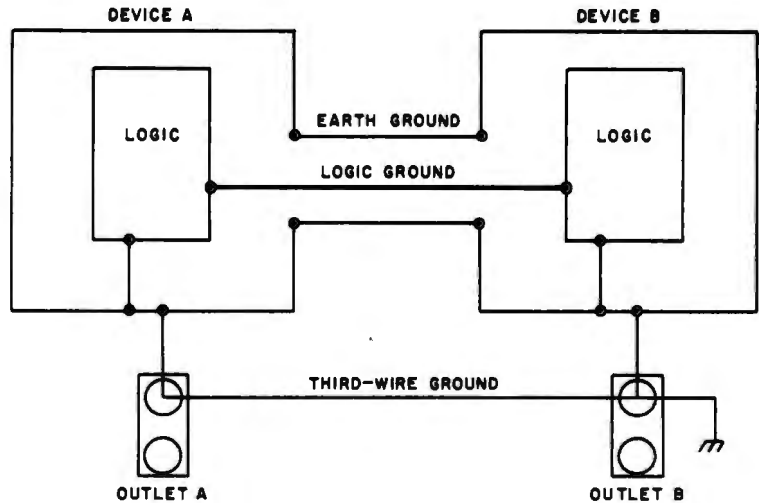 DEVICE A
DEVICE B
EARTH GROUND
LOGIC
LOGIC
LOGIC GROUND
THIRD-WIRE GROUND
OUTLET A
OUTLET B